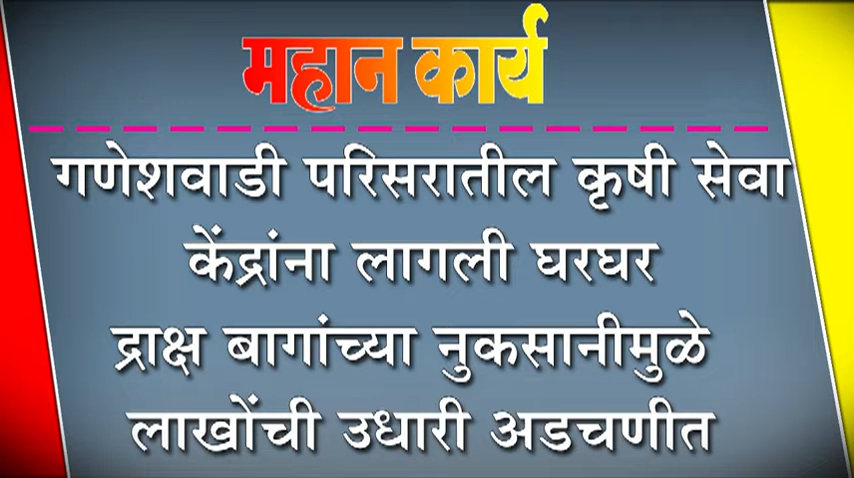 महान कार्य
गणेशवाडी परिसरातील कृषी सेवा
केंद्रांना लागली घरघर
द्राक्ष बागांच्या नुकसानीमुळे
लाखोंची उधारी अडचणीत